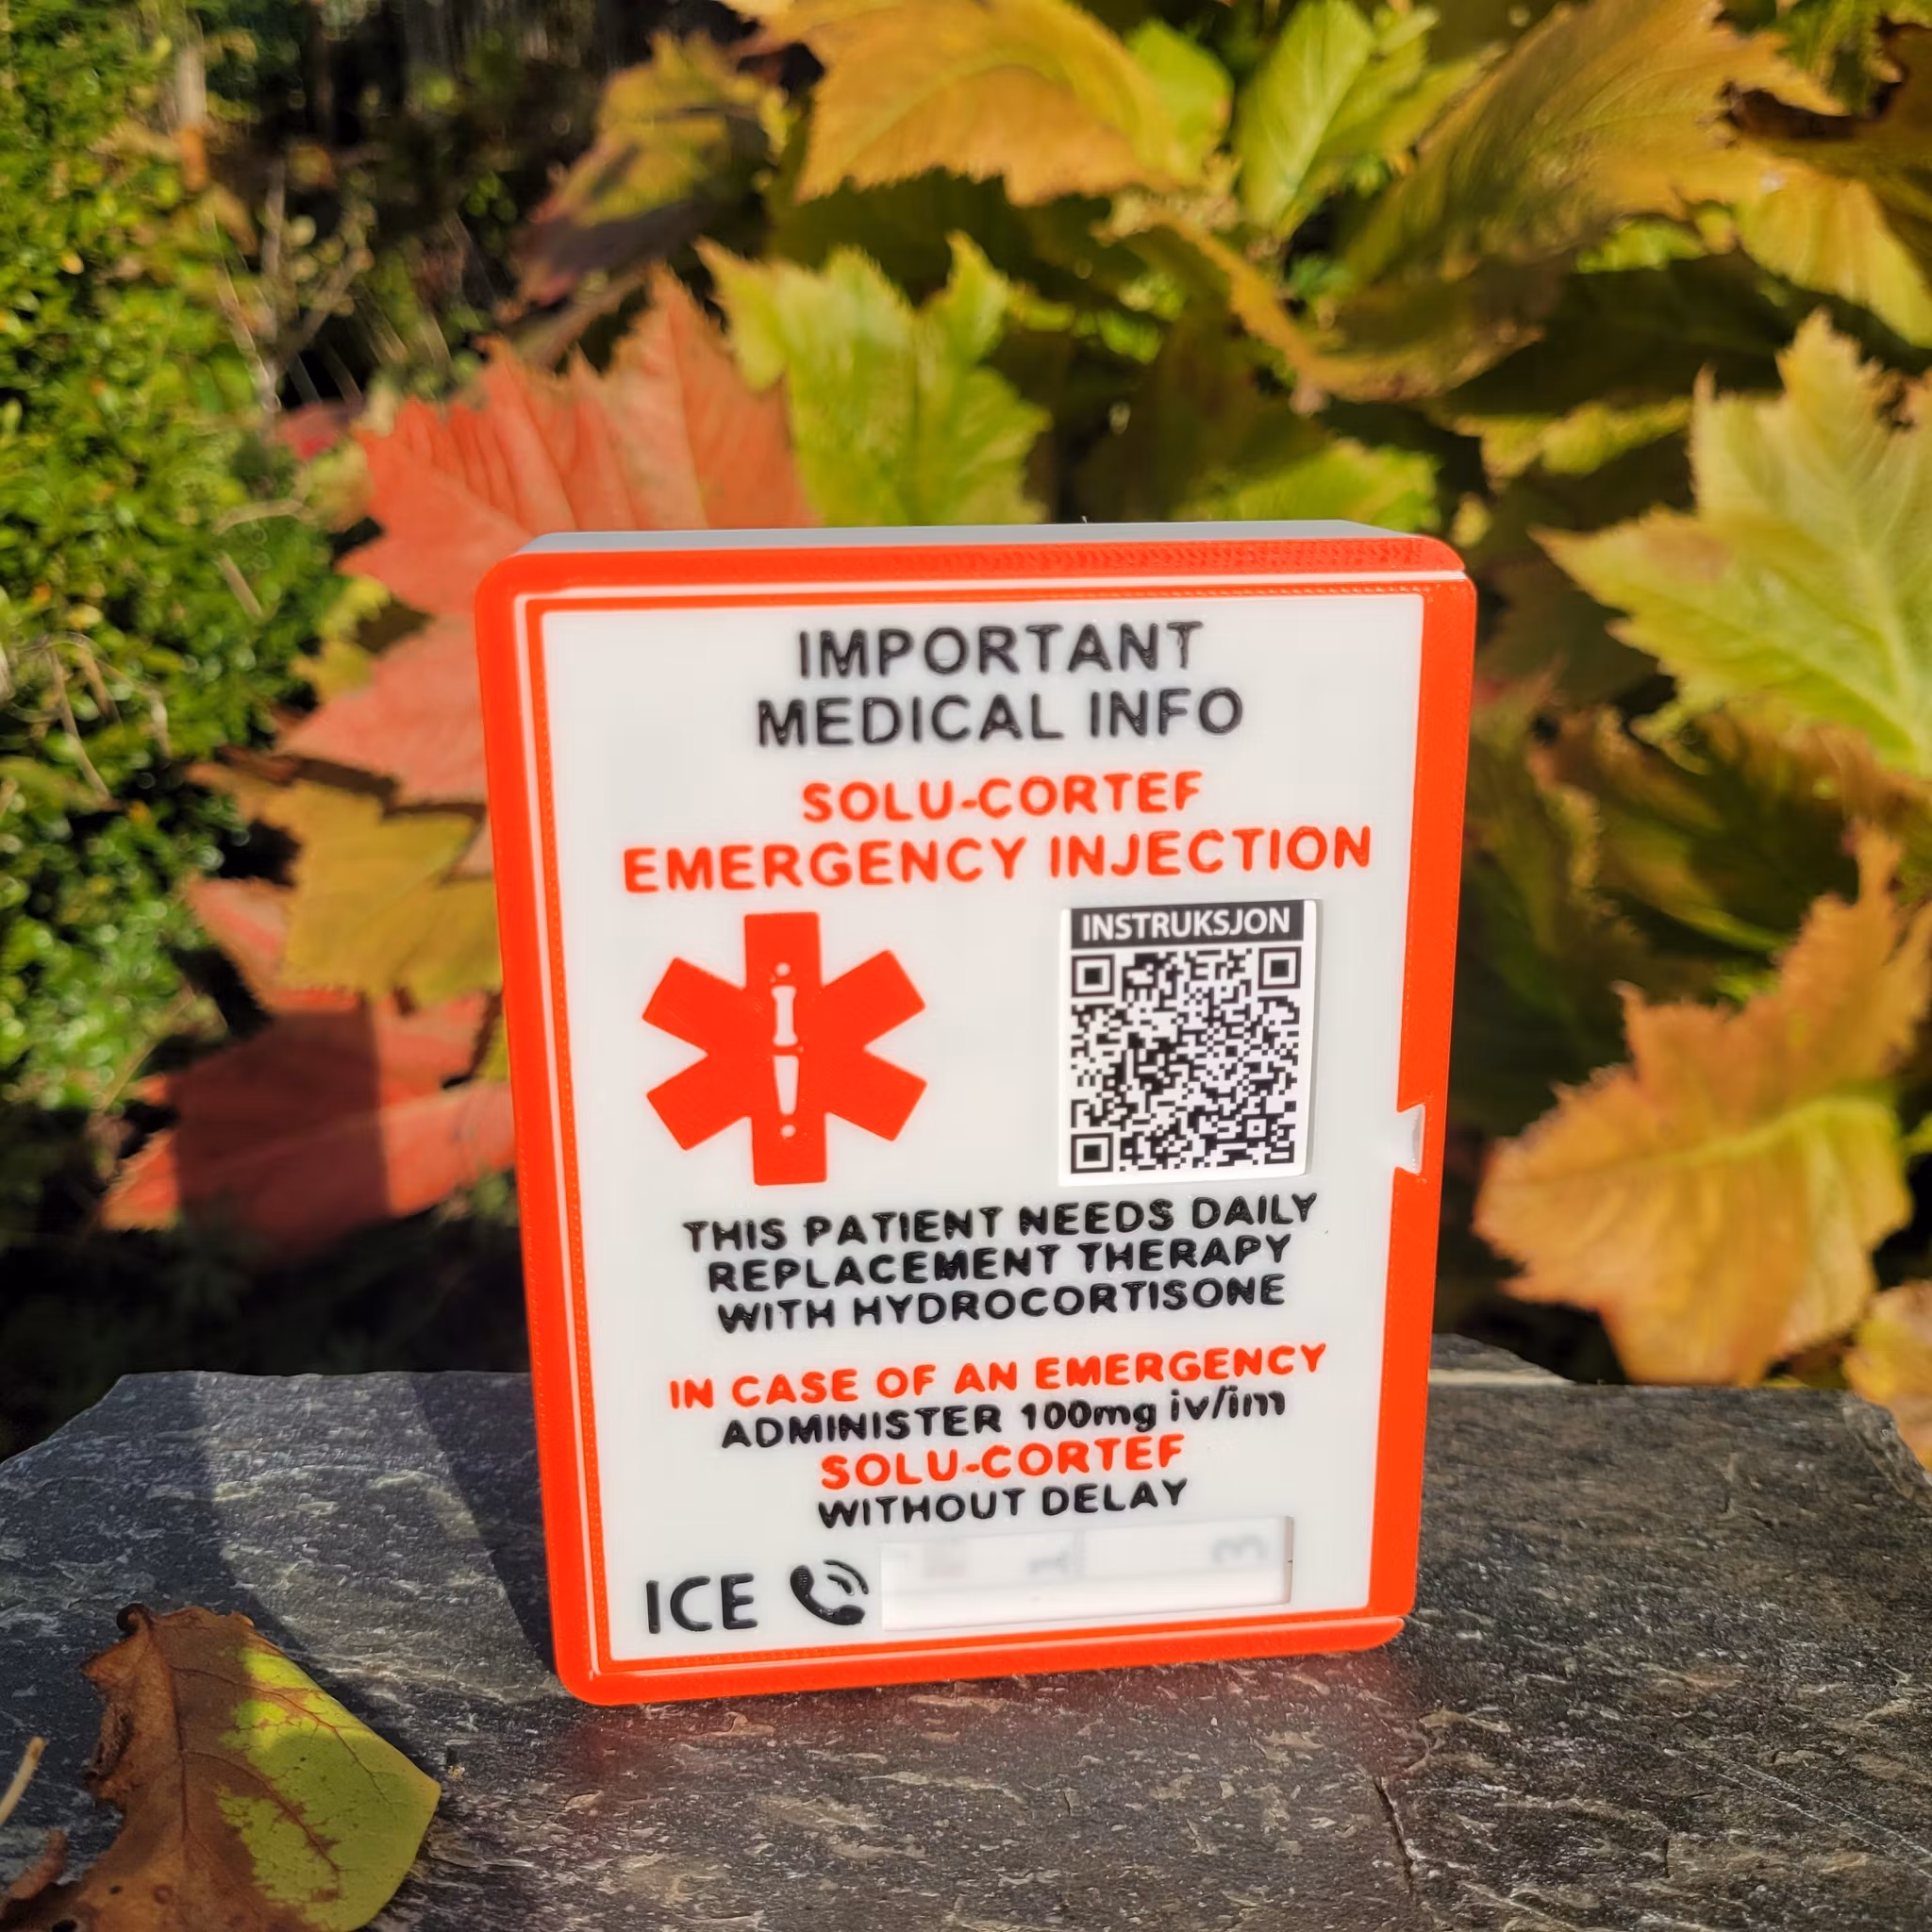 IMPORTANT
MEDICAL INFO
SOLU-CORTEF
EMERGENCY INJECTION
INSTRUKSJON
THIS PATIENT NEEDS DAILY
REPLACEMENT THERAPY
WITH HYDROCORTISONE
IN CASE OF AN EMERGENCY
ADMINISTER 100mg iv/im
SOLU-CORTEF
WITHOUT DELAY
ICE